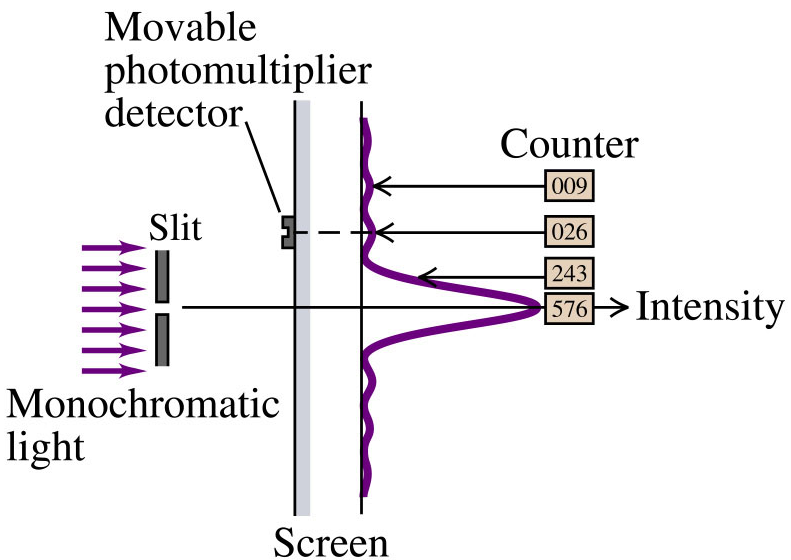 Movable
photomultiplier
detector
Counter
009
026
Slit
243
576
Intensity
Monochromatic
light
Screen